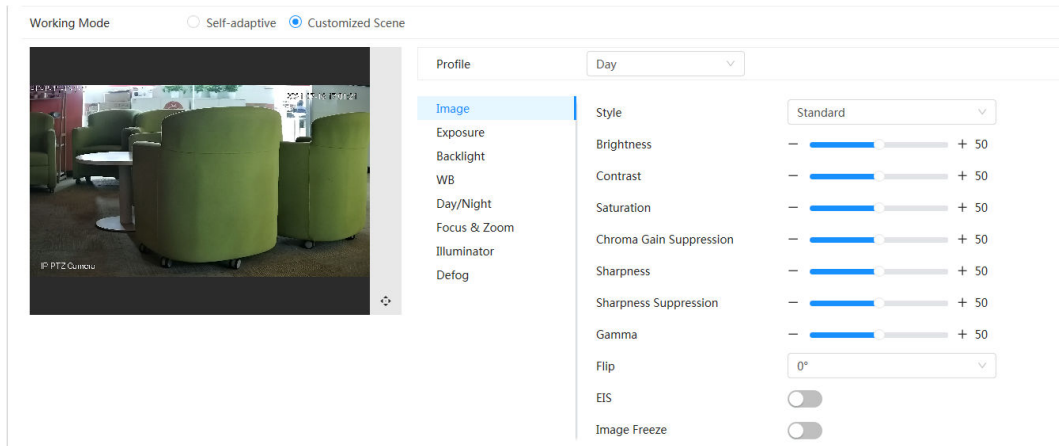 Working Mode Self-adaptive Customized Scene
Profile Day
Image
Exposure
Backlight
WB
Day/Night
Focus & Zoom
Illuminator
Defog
Style Standard
Brightness − + 50
Contrast − + 50
Saturation − + 50
Chroma Gain Suppression − + 50
Sharpness − + 50
Sharpness Suppression − + 50
Gamma − + 50
Flip 0°
EIS
Image Freeze
IP PTZ Camera